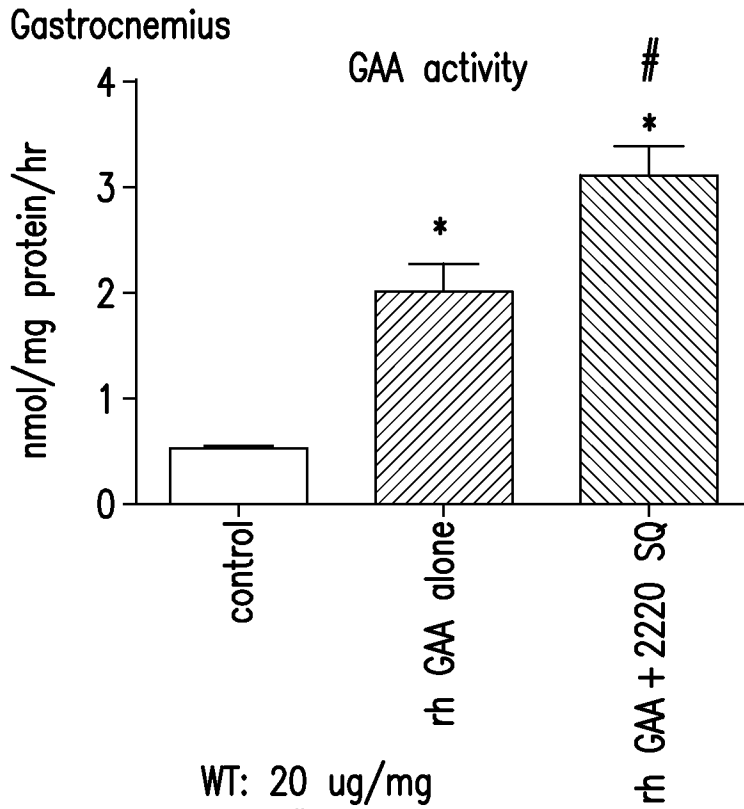 Gastrocnemius
GAA activity
#
*
*
4
3
2
1
0
nmol/mg protein/hr
control
rh GAA alone
rh GAA + 2220 SQ
WT: 20 ug/mg